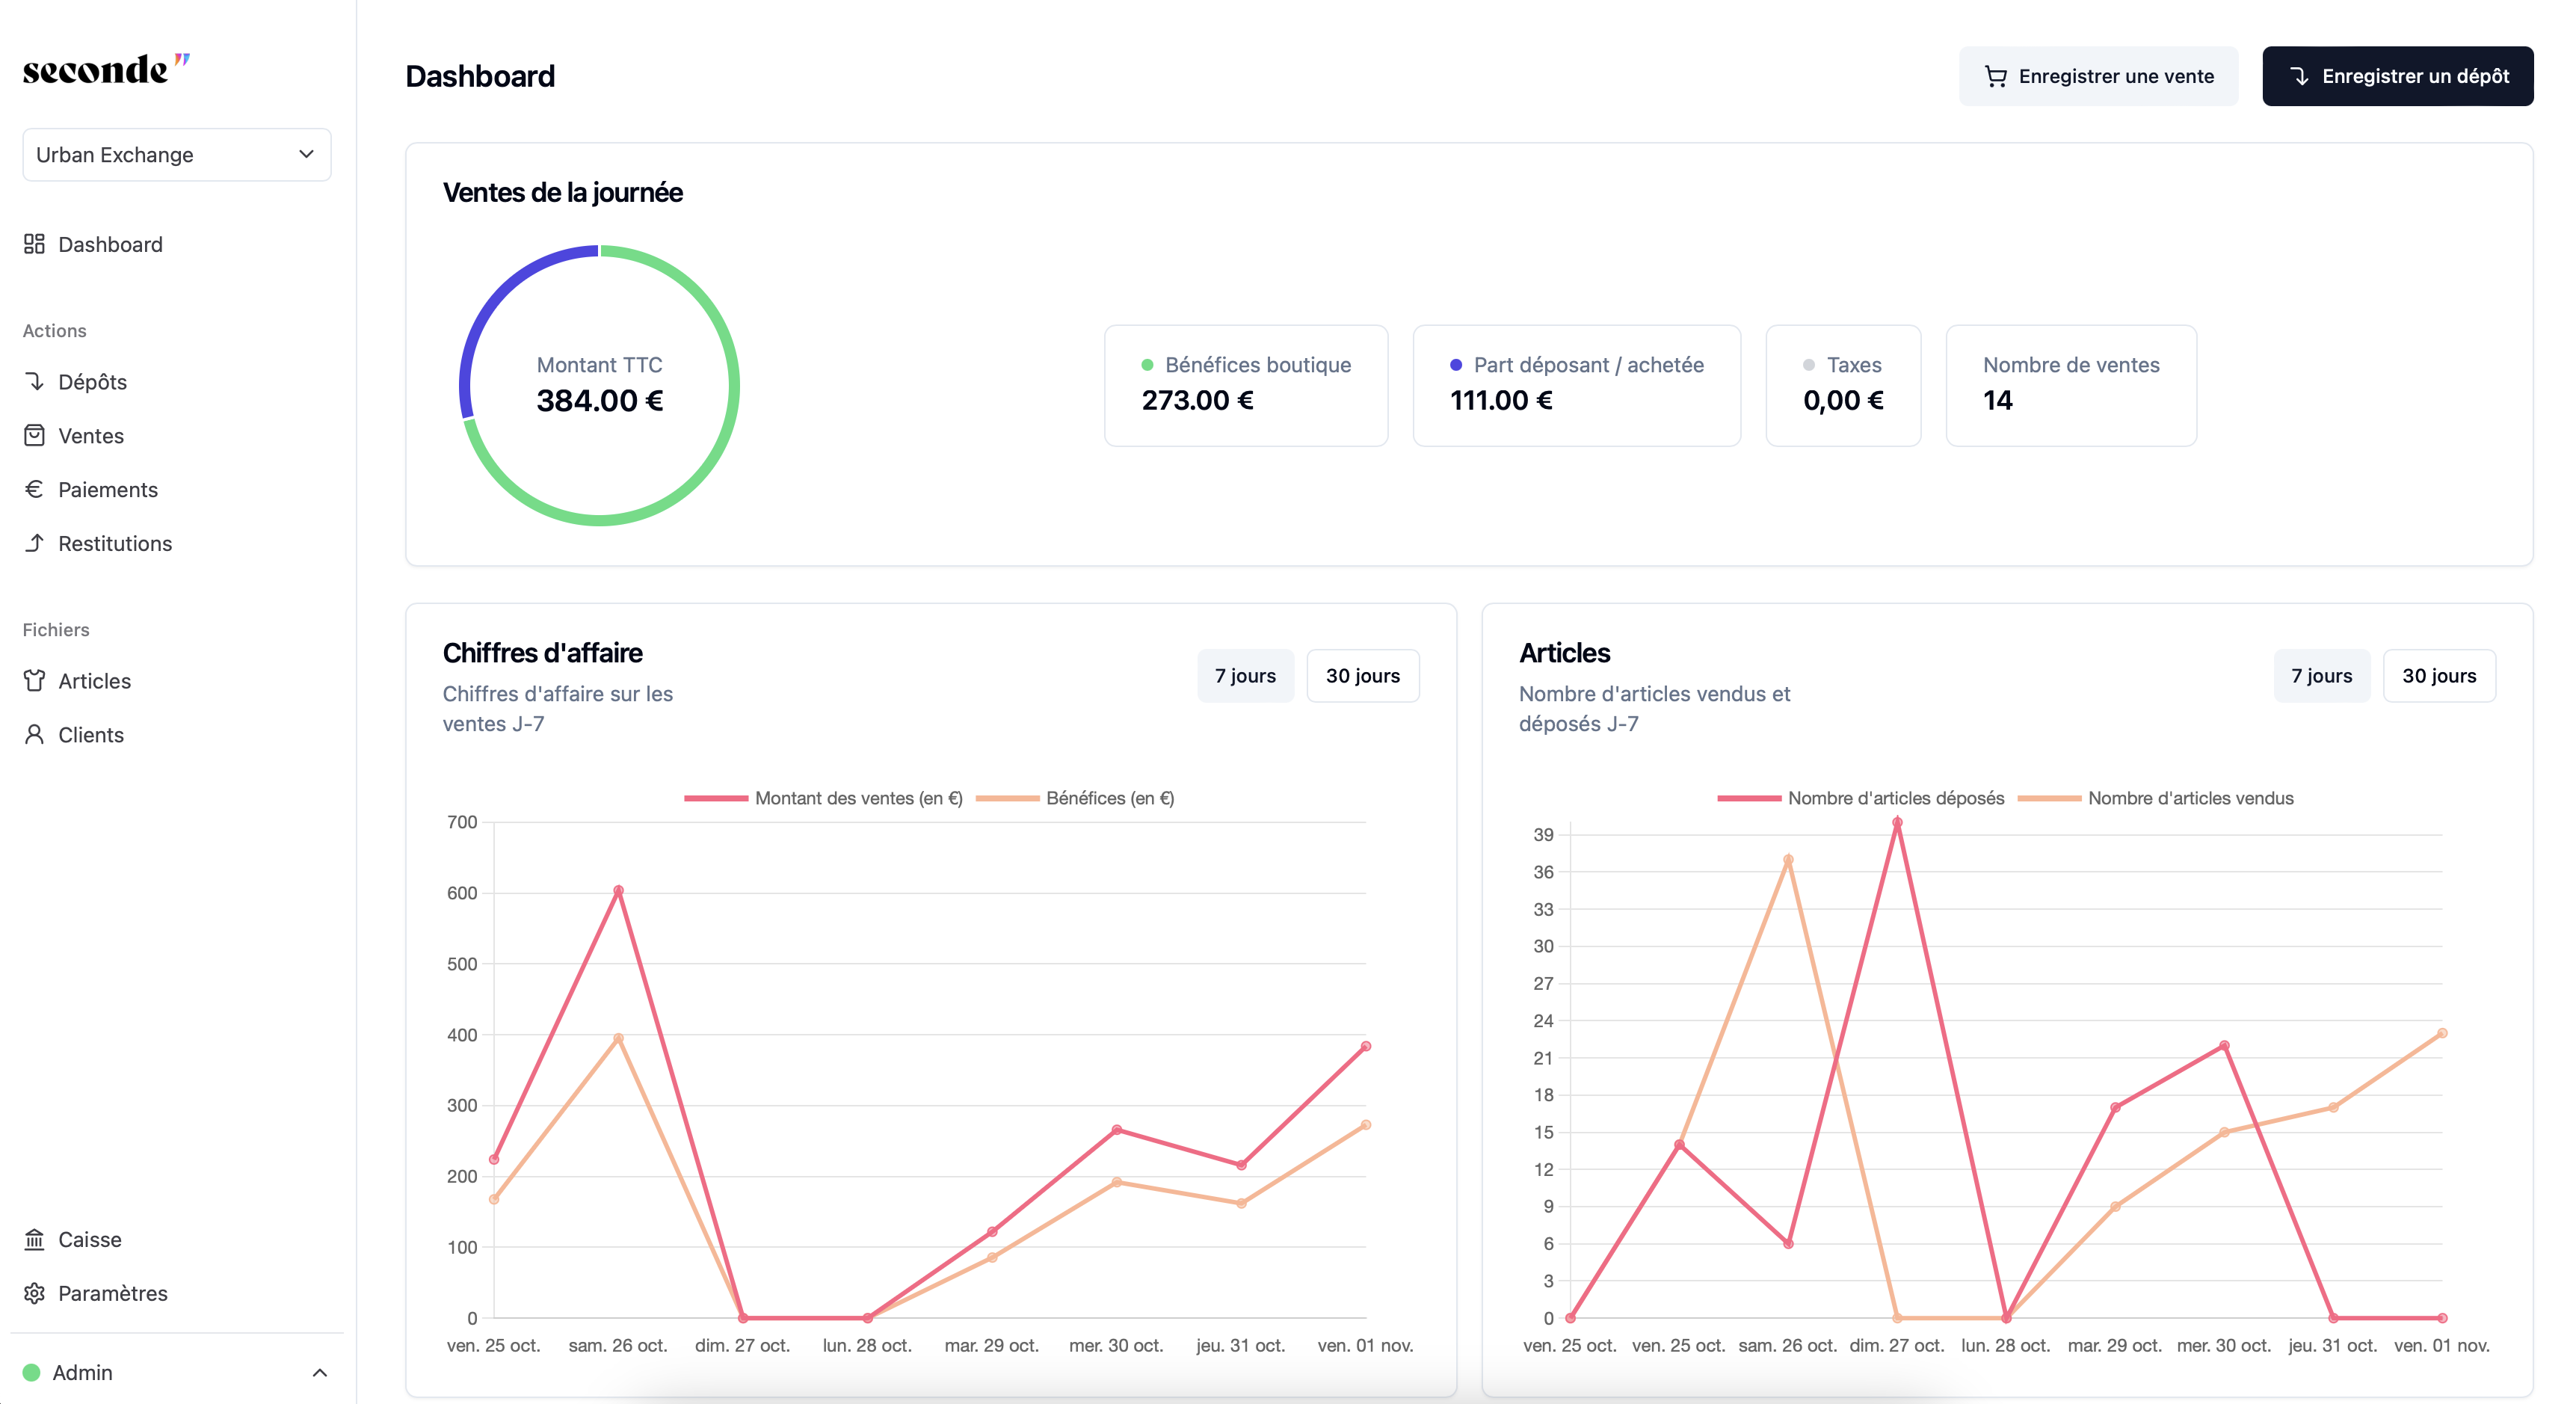 seconde
Urban Exchange
Dashboard
Actions
Dépôts
Ventes
Paiements
Restitutions
Fichiers
Articles
Clients
Caisse
Paramètres
Admin
Dashboard
Enregistrer une vente
Enregistrer un dépôt
Ventes de la journée
Montant TTC
384.00 €
Bénéfices boutique
273.00 €
Part déposant / achetée
111.00 €
Taxes
0,00 €
Nombre de ventes
14
Chiffres d'affaire
Chiffres d'affaire sur les
ventes J-7
7 jours
30 jours
Montant des ventes (en €)
Bénéfices (en €)
700
600
500
400
300
200
100
0
ven. 25 oct.
sam. 26 oct.
dim. 27 oct.
lun. 28 oct.
mar. 29 oct.
mer. 30 oct.
jeu. 31 oct.
ven. 01 nov.
Articles
Nombre d'articles vendus et
déposés J-7
7 jours
30 jours
Nombre d'articles déposés
Nombre d'articles vendus
39
36
33
30
27
24
21
18
15
12
9
6
3
0
ven. 25 oct.
ven. 25 oct.
sam. 26 oct.
dim. 27 oct.
lun. 28 oct.
mar. 29 oct.
mer. 30 oct.
jeu. 31 oct.
ven. 01 nov.